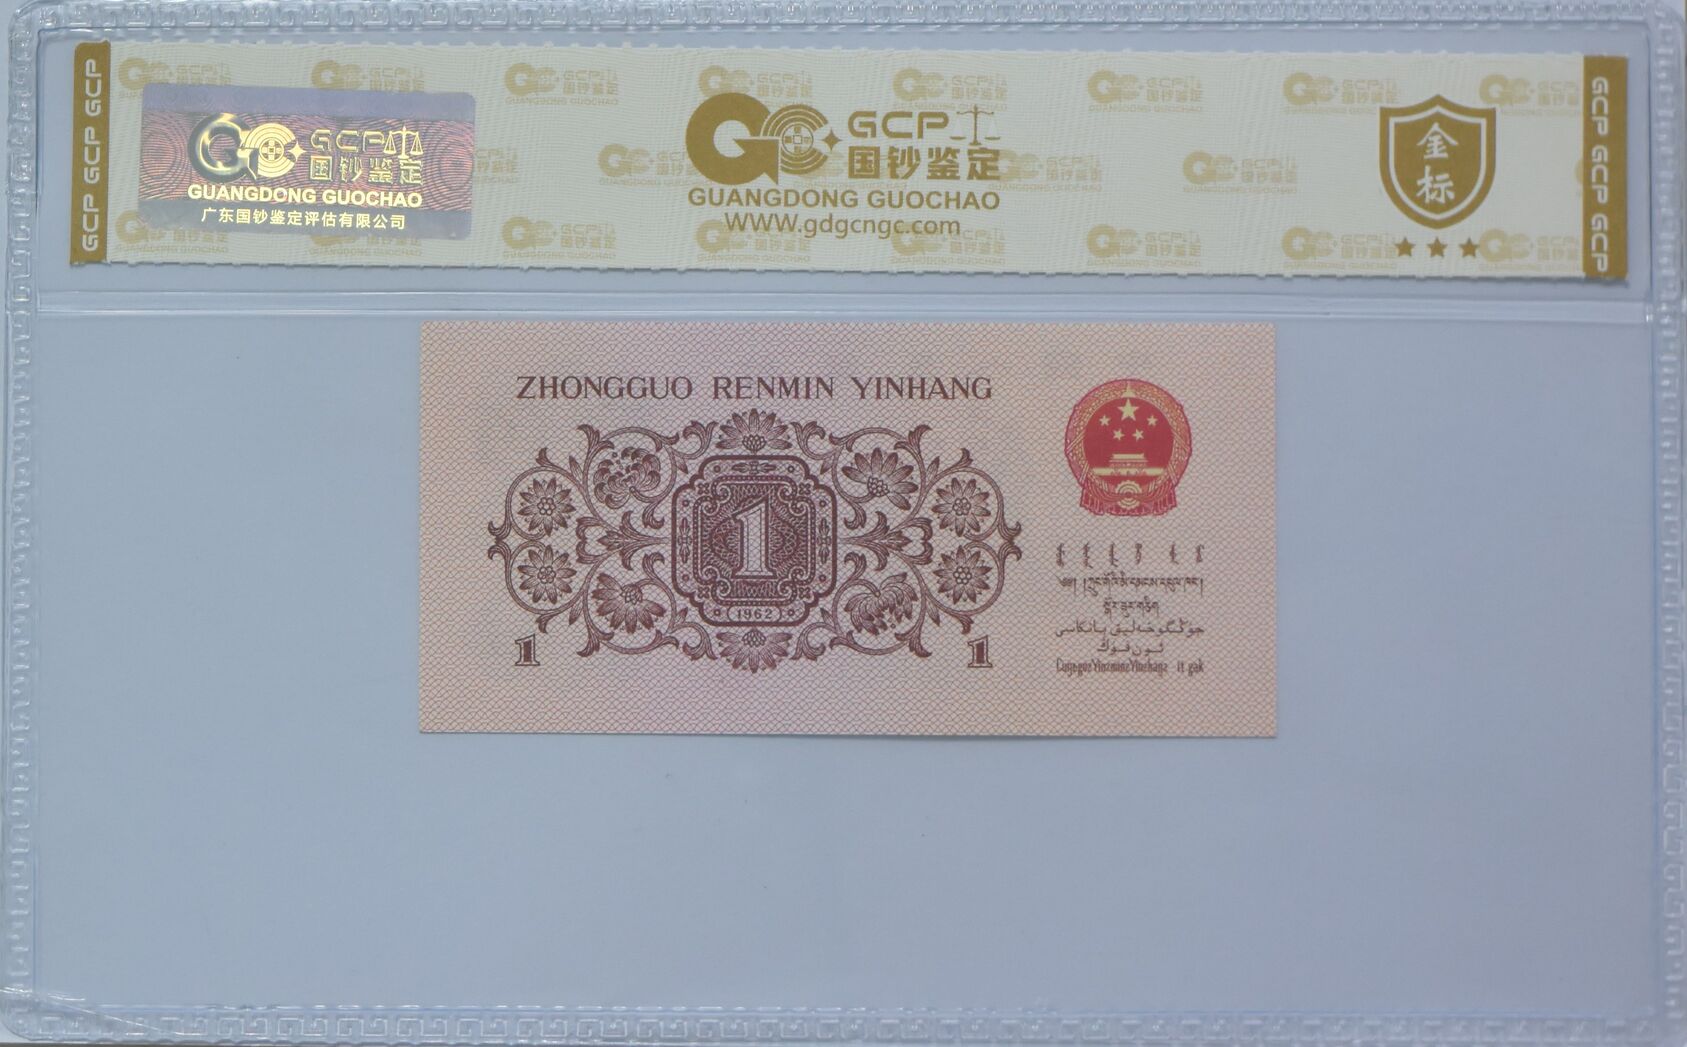 GCP GCP GCP
GCP
国钞鉴定
GUANGDONG GUOCHAO
广东国钞鉴定评估有限公司
GCP
国钞鉴定
GUANGDONG GUOCHAO
WWW.gdgcngc.com
金
标
GCP GCP GCP
ZHONGGUO RENMIN YINHANG
1
(1962)
1
1